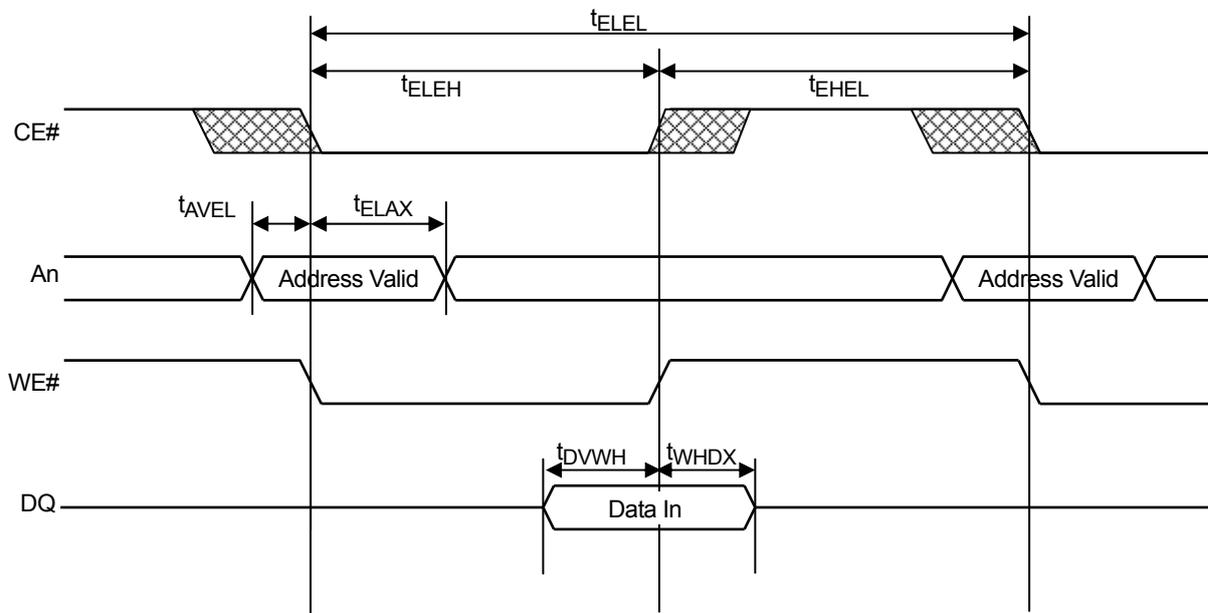 tELEL
tELEH tEHEL
CE#
tAVEL tELAX
An Address Valid Address Valid
WE#
tDVWH tWHDX
DQ Data In